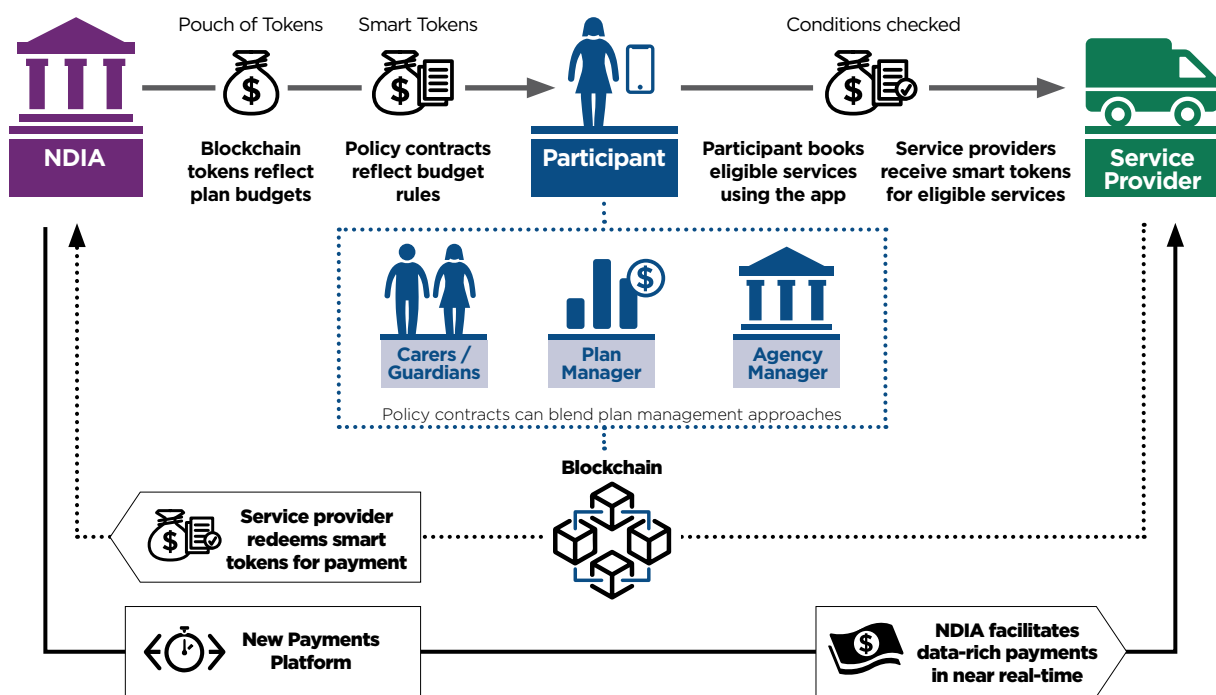 Pouch of Tokens
Smart Tokens
Conditions checked
$
$
$
NDIA
Blockchain
tokens reflect
plan budgets
Policy contracts
reflect budget
rules
Participant
Participant books
eligible services
using the app
Service providers
receive smart tokens
for eligible services
Service
Provider
$
Carers /
Guardians
Plan
Manager
Agency
Manager
Policy contracts can blend plan management approaches
Blockchain
$
Service provider
redeems smart
tokens for payment
New Payments
Platform
$
NDIA facilitates
data-rich payments
in near real-time